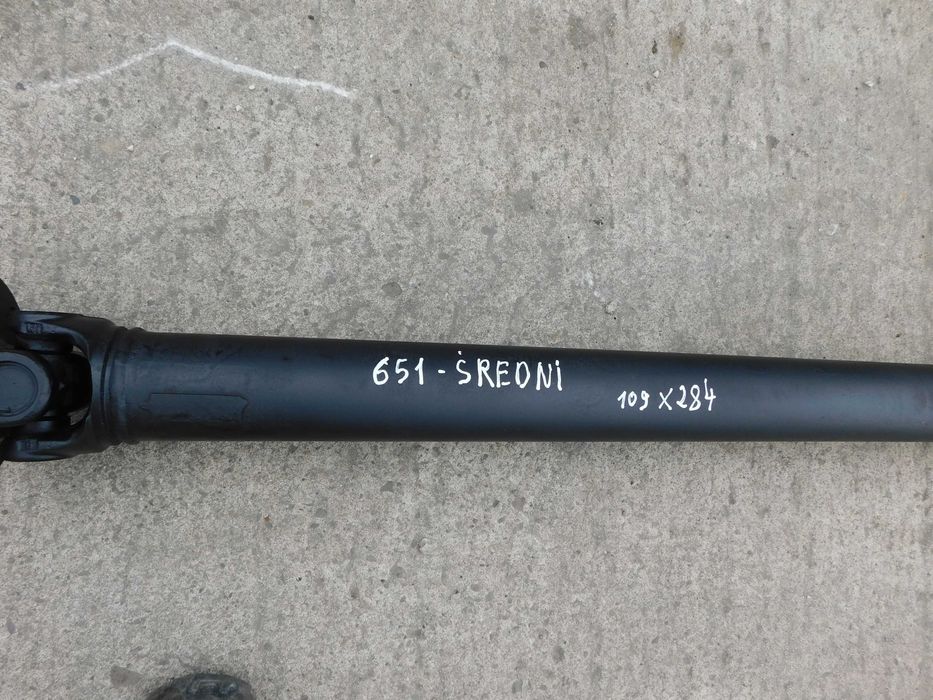 651 - ŚREDNI
109 x 284